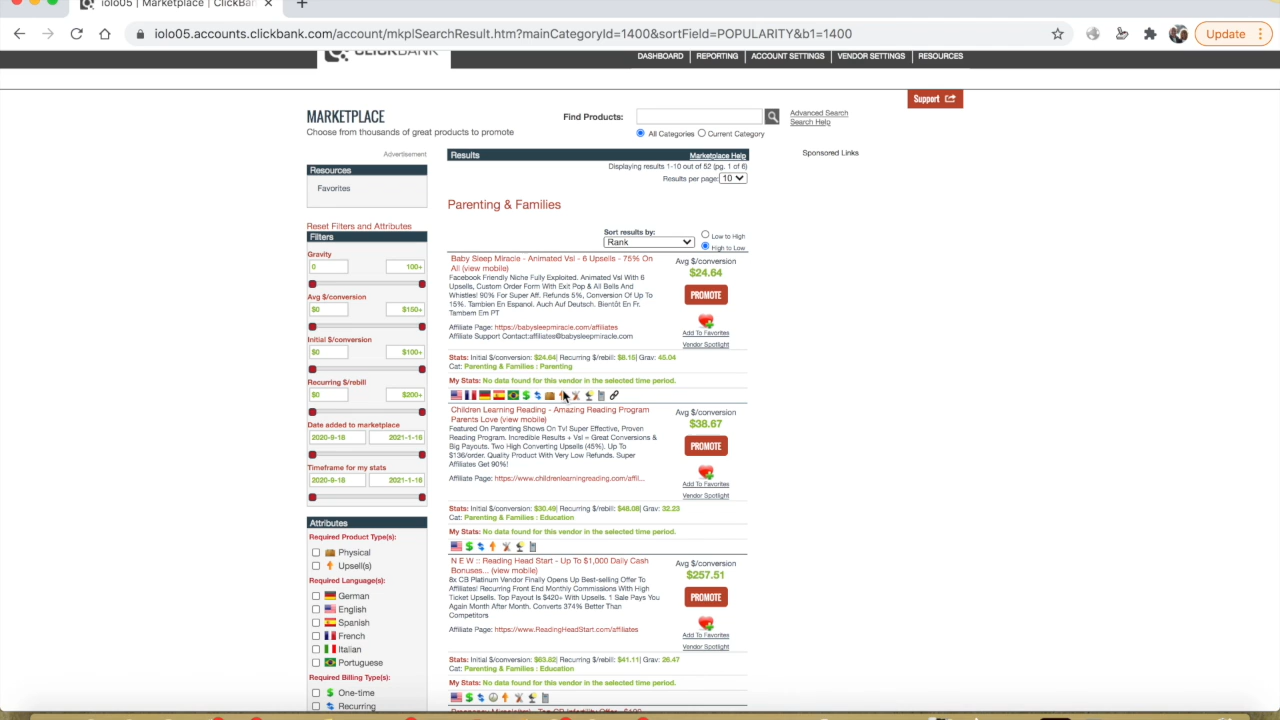 iolo05 | Marketplace | ClickBan
iolo05.accounts.clickbank.com/account/mkplSearchResult.htm?mainCategoryId=1400&sortField=POPULARITY&b1=1400
Update
CLICKBANK
DASHBOARD | REPORTING | ACCOUNT SETTINGS | VENDOR SETTINGS | RESOURCES
Support
MARKETPLACE
Choose from thousands of great products to promote
Find Products:
Advanced Search
Search Help
All Categories
Current Category
Advertisement
Resources
Favorites
Reset Filters and Attributes
Filters
Gravity
0
100+
Avg $/conversion
$0
$150+
Initial $/conversion
$0
$100+
Recurring $/rebill
$0
$200+
Date added to marketplace
2020-9-18
2021-1-16
Timeframe for my stats
2020-9-18
2021-1-16
Attributes
Required Product Type(s):
Physical
Upsell(s)
Required Language(s):
German
English
Spanish
French
Italian
Portuguese
Required Billing Type(s):
One-time
Recurring
Results
Marketplace Help
Displaying results 1-10 out of 52 (pg. 1 of 6)
Results per page: 10
Parenting & Families
Sort results by:
Rank
Low to High
High to Low
Baby Sleep Miracle - Animated Vsl - 6 Upsells - 75% On
All (view mobile)
Facebook Friendly Niche Fully Exploited. Animated Vsl With 6
Upsells, Custom Order Form With Exit Pop & All Bells And
Whistles! 90% For Super Aff. Refunds 5%, Conversion Of Up To
15%. Tambien En Espanol. Auch Auf Deutsch. Bientôt En Fr.
Tambem Em PT
Affiliate Page: https://babysleepmiracle.com/affiliates
Affiliate Support Contact:affiliates@babysleepmiracle.com
Avg $/conversion
$24.64
PROMOTE
Add To Favorites
Vendor Spotlight
Stats: Initial $/conversion: $24.64| Recurring $/rebill: $8.15| Grav: 45.04
Cat: Parenting & Families : Parenting
My Stats: No data found for this vendor in the selected time period.
Children Learning Reading - Amazing Reading Program
Parents Love (view mobile)
Featured On Parenting Shows On Tv! Super Effective, Proven
Reading Program. Incredible Results + Vsl = Great Conversions &
Big Payouts. Two High Converting Upsells (45%). Up To
$136/order. Quality Product With Very Low Refunds. Super
Affiliates Get 90%!
Affiliate Page: https://www.childrenlearningreading.com/affil...
Avg $/conversion
$38.67
PROMOTE
Add To Favorites
Vendor Spotlight
Stats: Initial $/conversion: $30.49| Recurring $/rebill: $48.08| Grav: 32.23
Cat: Parenting & Families : Education
My Stats: No data found for this vendor in the selected time period.
N E W :: Reading Head Start - Up To $1,000 Daily Cash
Bonuses... (view mobile)
8x CB Platinum Vendor Finally Opens Up Best-selling Offer To
Affiliates! Recurring Front End Monthly Commissions With High
Ticket Upsells. Top Payout Is $420+ With Upsells. 1 Sale Pays You
Again Month After Month. Converts 374% Better Than
Competitors
Affiliate Page: https://www.ReadingHeadStart.com/affiliates
Avg $/conversion
$257.51
PROMOTE
Add To Favorites
Vendor Spotlight
Stats: Initial $/conversion: $63.82| Recurring $/rebill: $41.11| Grav: 26.47
Cat: Parenting & Families : Education
My Stats: No data found for this vendor in the selected time period.
Sponsored Links